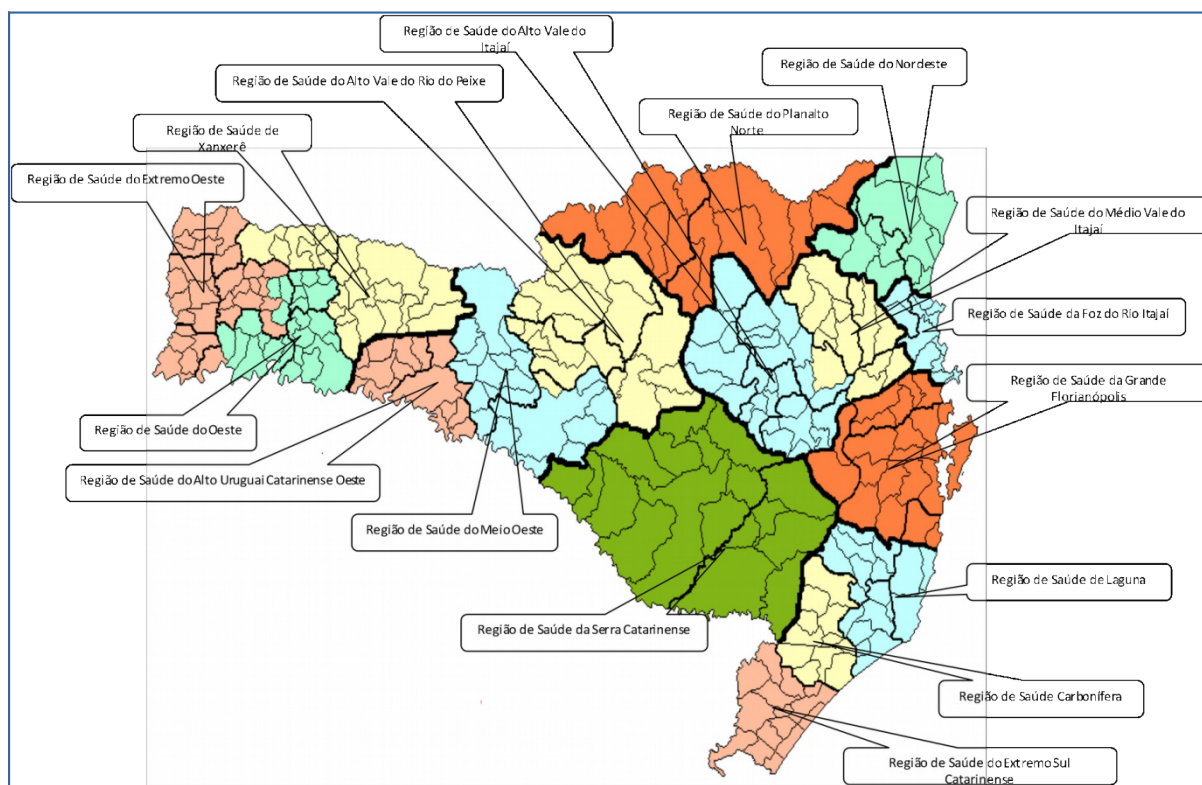 Região de Saúde do Alto Vale do
Itajaí
Região de Saúde do Nordeste
Região de Saúde do Alto Vale do Rio do Peixe
Região de Saúde do Planalto
Norte
Região de Saúde de
Xanxerê
Região de Saúde do Extremo Oeste
Região de Saúde do Médio Vale do
Itajaí
Região de Saúde da Foz do Rio Itajaí
Região de Saúde da Grande
Florianópolis
Região de Saúde do Oeste
Região de Saúde do Alto Uruguai Catarinense Oeste
Região de Saúde do Meio Oeste
Região de Saúde de Laguna
Região de Saúde da Serra Catarinense
Região de Saúde Carbonífera
Região de Saúde do Extremo Sul
Catarinense